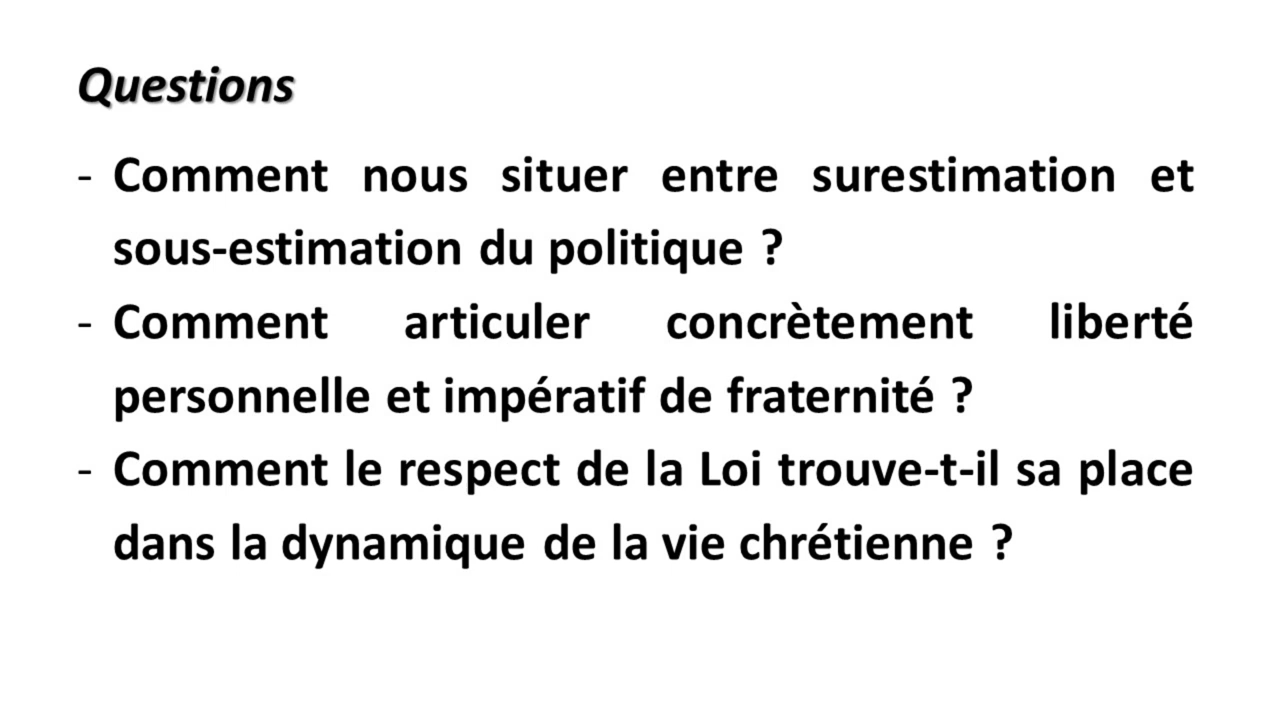 Questions
- Comment nous situer entre surestimation et
sous-estimation du politique ?
- Comment articuler concrètement liberté
personnelle et impératif de fraternité ?
- Comment le respect de la Loi trouve-t-il sa place
dans la dynamique de la vie chrétienne ?